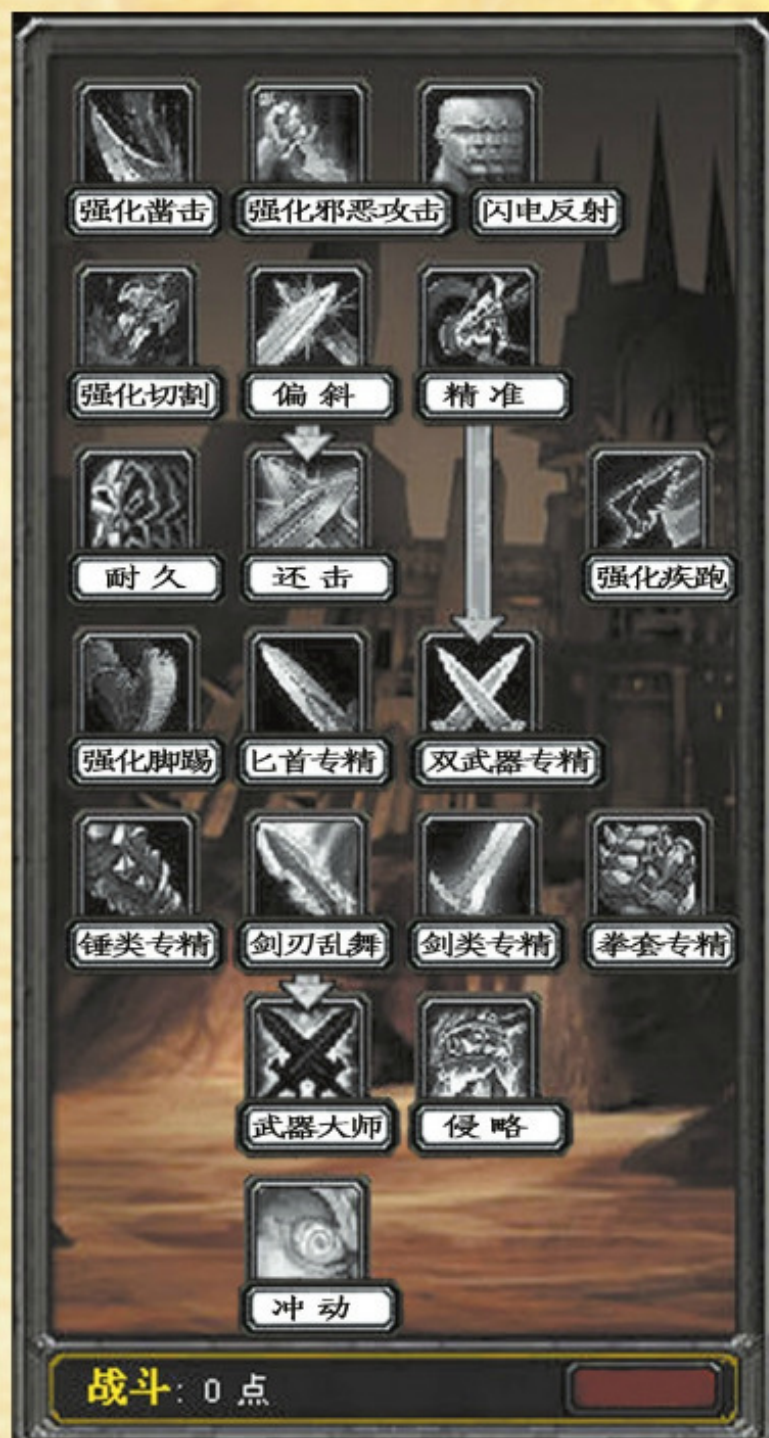 强化凿击 强化邪恶攻击 闪电反射
强化切割 偏斜 精准
耐久 还击 强化疾跑
强化脚踢 匕首专精 双武器专精
锤类专精 剑刃乱舞 剑类专精 拳套专精
武器大师 侵略
冲动
战斗: 0 点